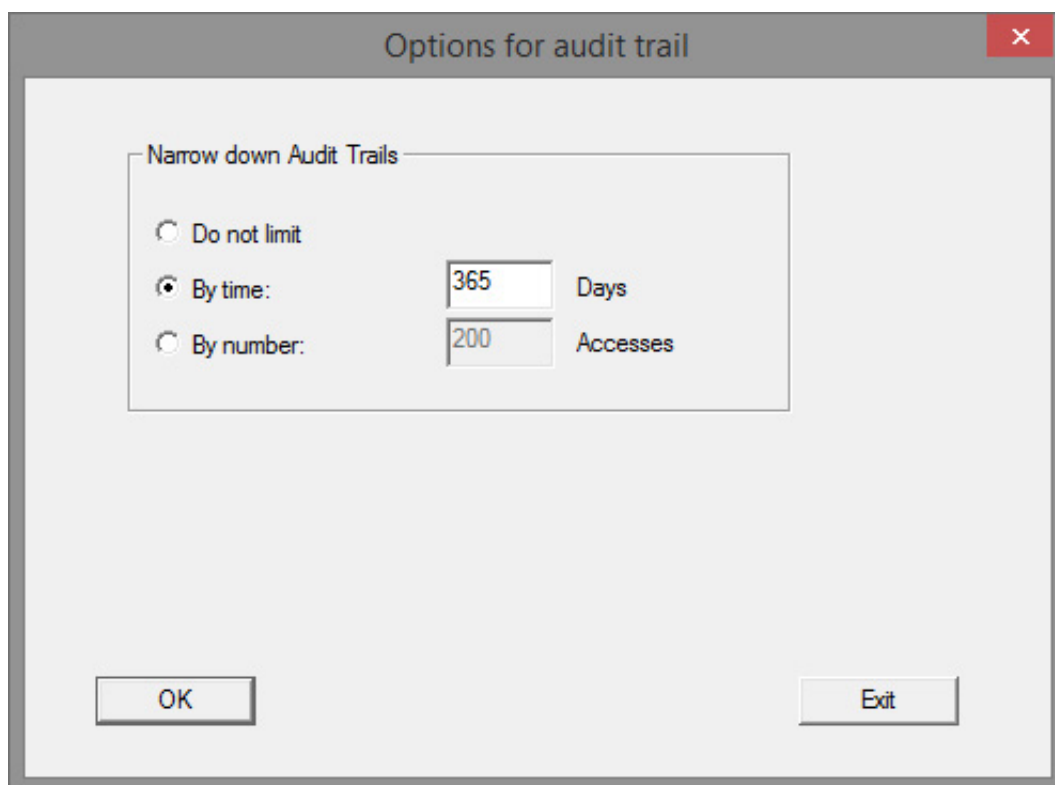 Options for audit trail
Narrow down Audit Trails
Do not limit
By time: 365 Days
By number: 200 Accesses
OK Exit